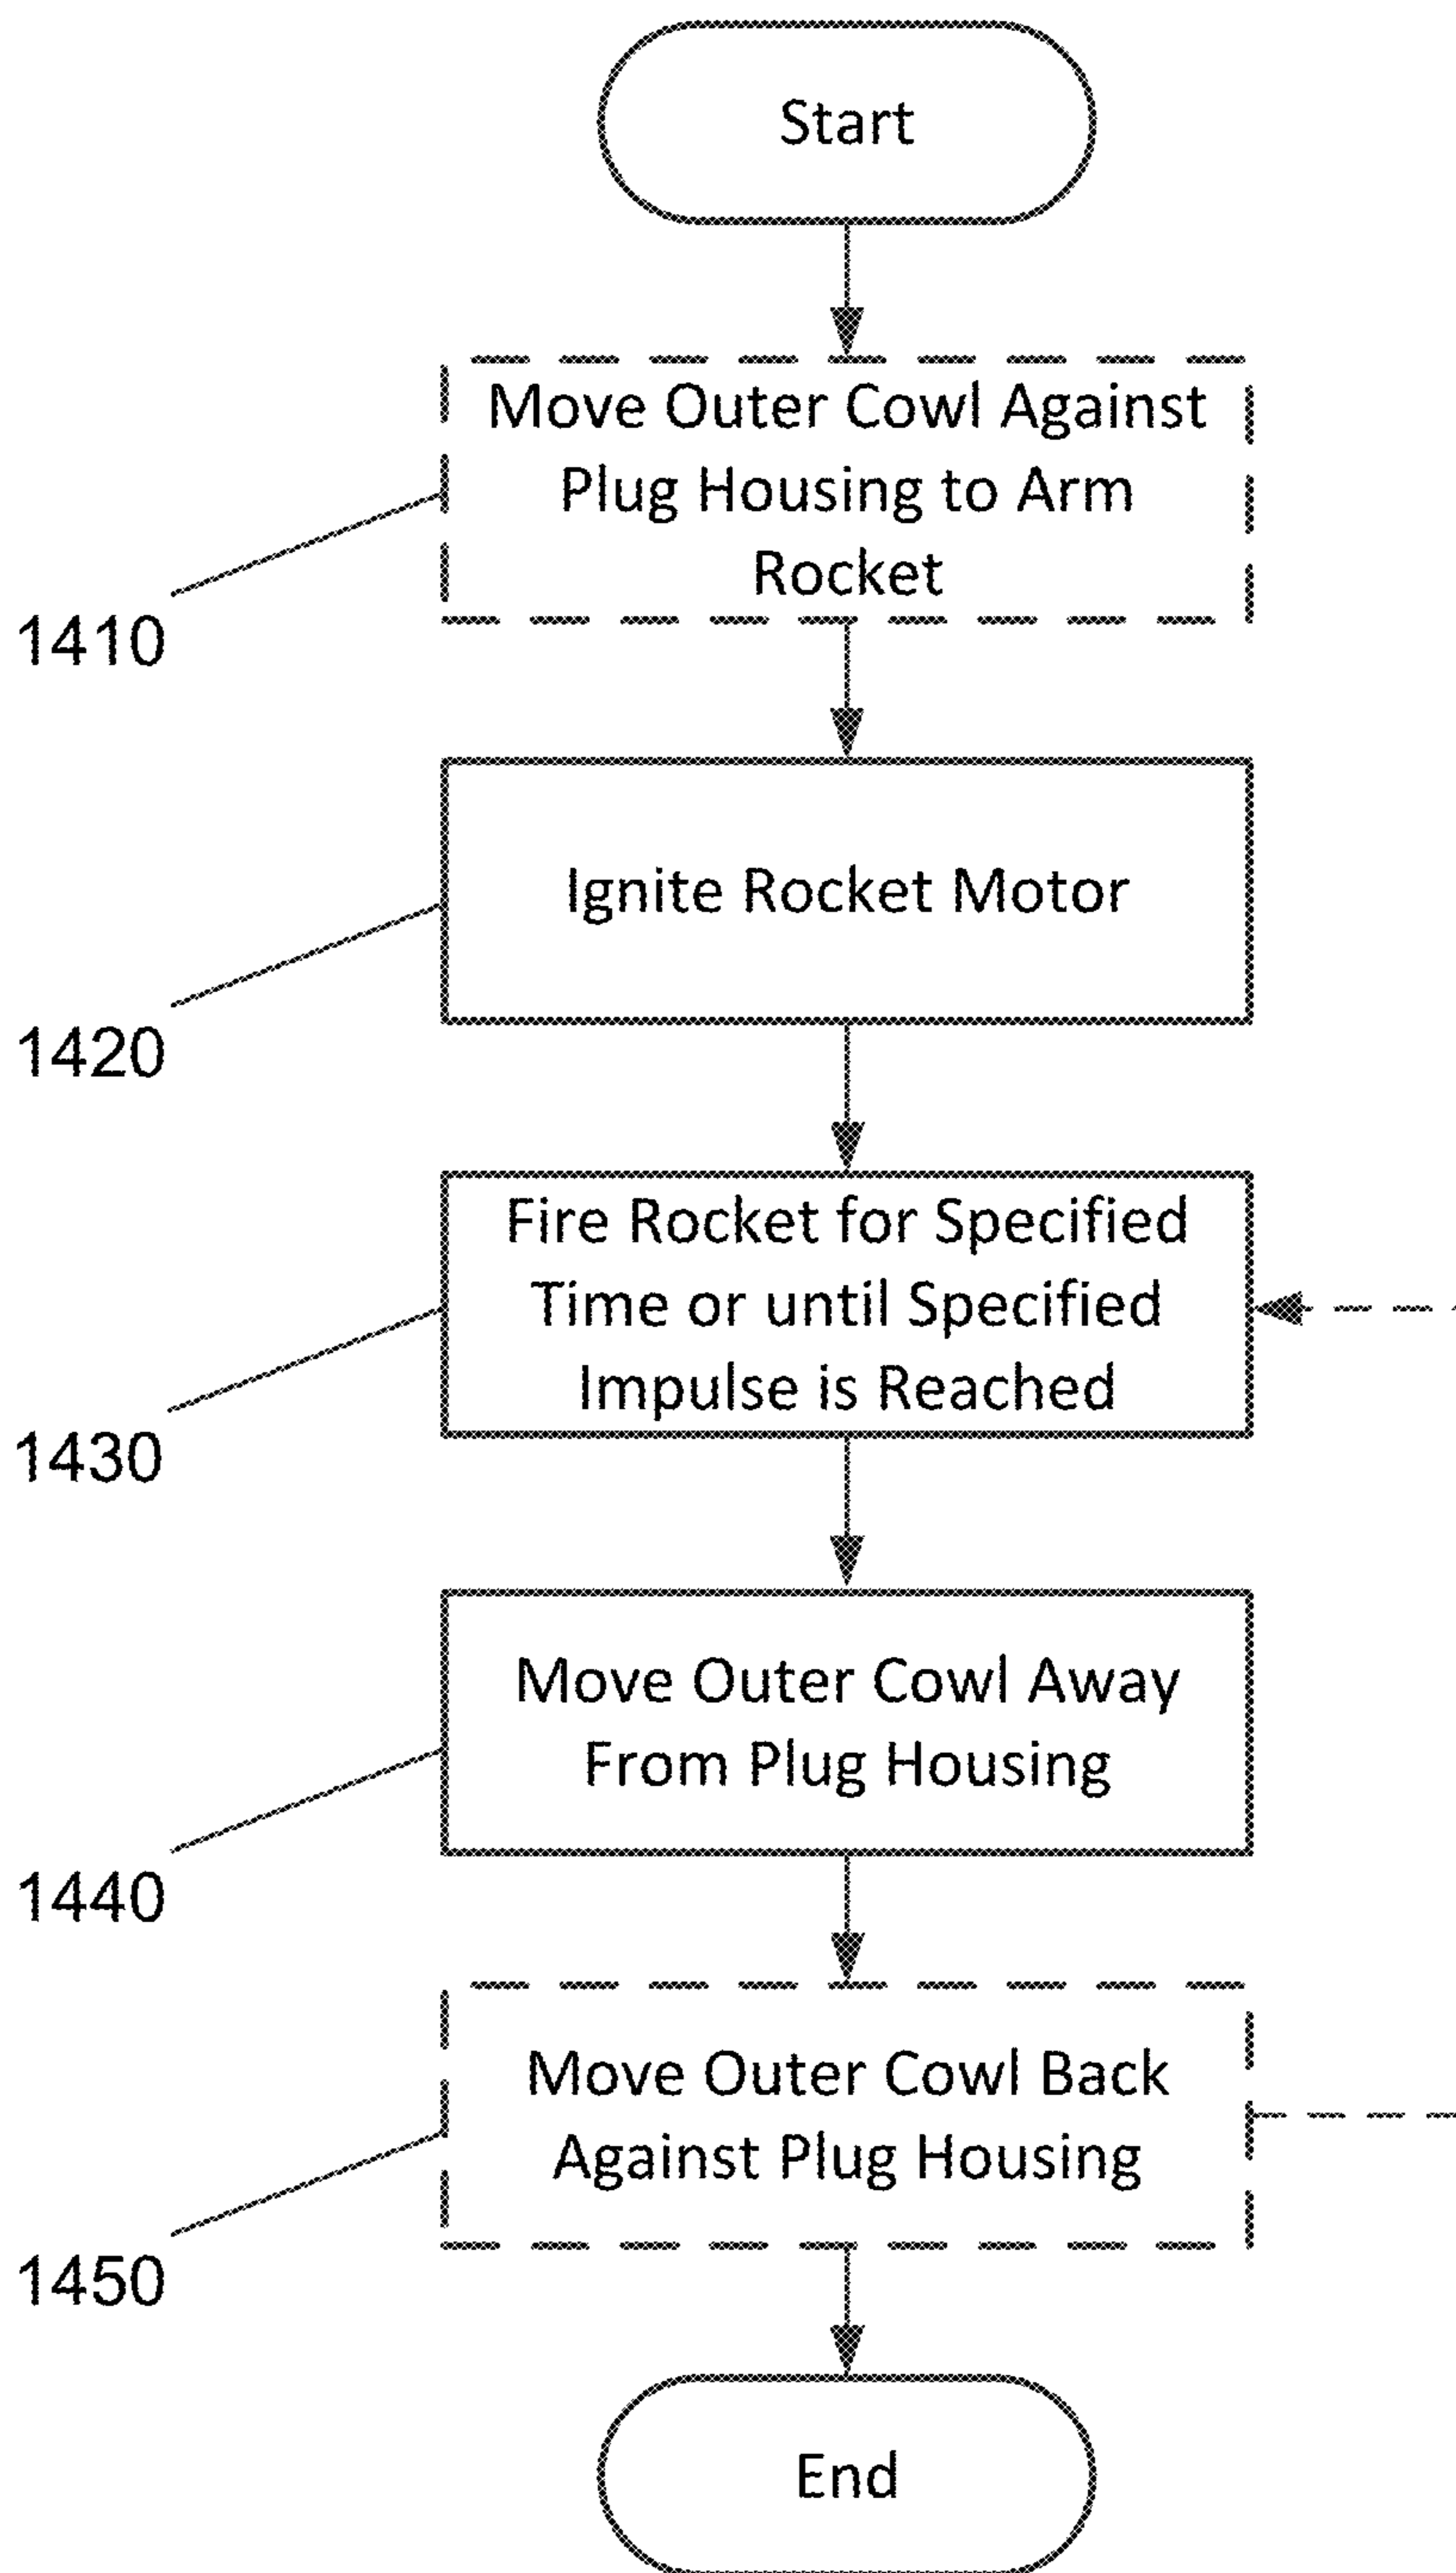 Start
Move Outer Cowl Against
Plug Housing to Arm
Rocket
1410
Ignite Rocket Motor
1420
Fire Rocket for Specified
Time or until Specified
Impulse is Reached
1430
Move Outer Cowl Away
From Plug Housing
1440
Move Outer Cowl Back
Against Plug Housing
1450
End